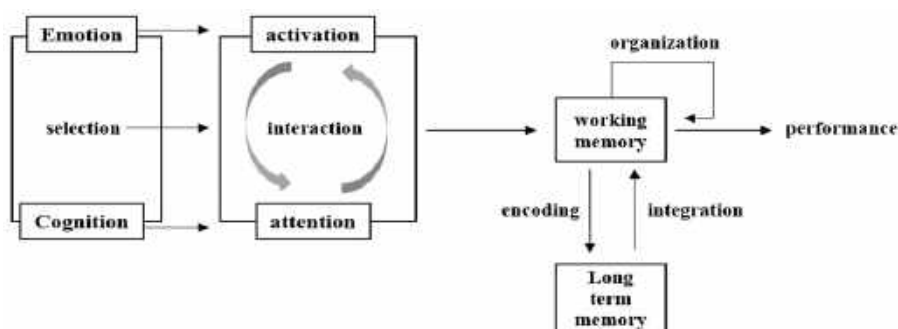 Emotion
activation
organization
selection
interaction
working
memory
performance
Cognition
attention
encoding
integration
Long
term
memory